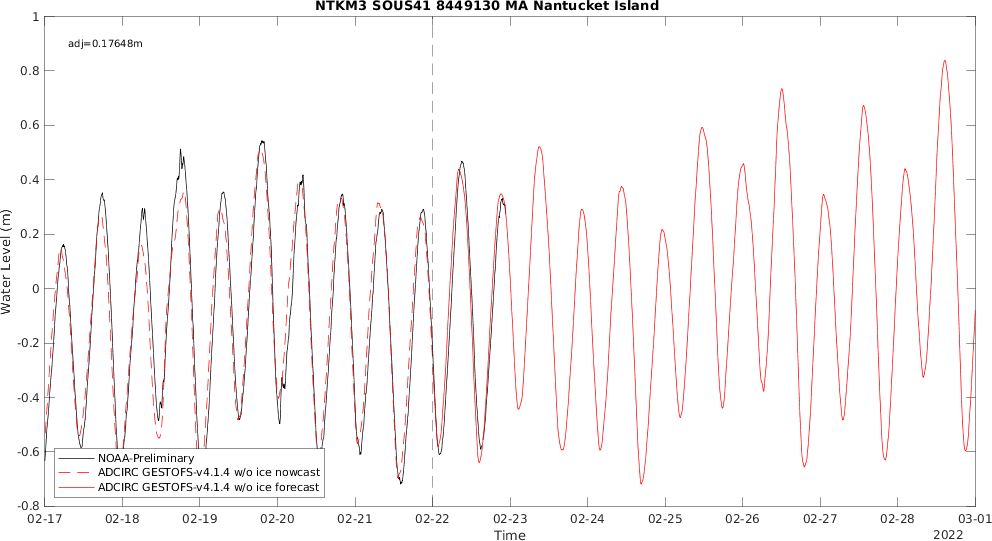 NTKM3 SOUS41 8449130 MA Nantucket Island
adj=0.17648m
1
0.8
0.6
0.4
0.2
0
-0.2
-0.4
-0.6
-0.8
Water Level (m)
NOAA-Preliminary
ADCIRC GESTOFS-v4.1.4 w/o ice nowcast
ADCIRC GESTOFS-v4.1.4 w/o ice forecast
02-17 02-18 02-19 02-20 02-21 02-22 02-23 02-24 02-25 02-26 02-27 02-28 03-01
Time
2022